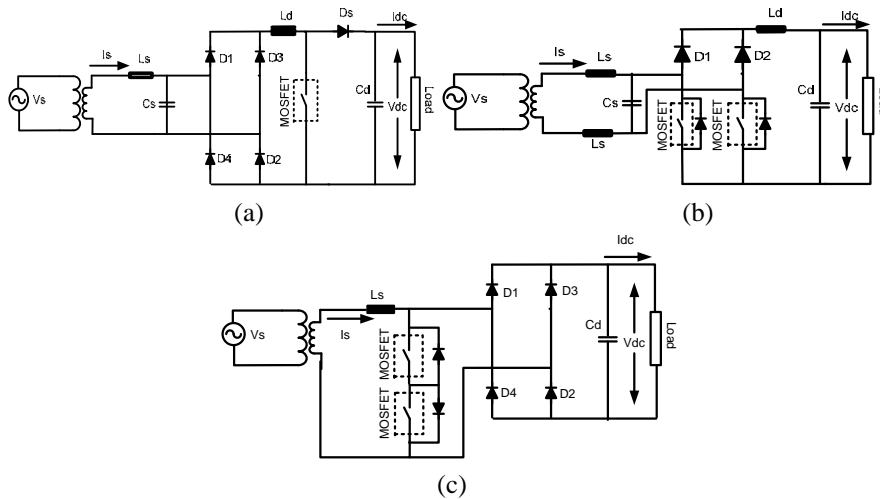 Ld Ds Idc
Is Ls D1 D3 MOSFET Cs Cd Vdc Load
Vs
D4 D2
(a)
Ld Idc
Is Ls D1 D2
Vs Cs MOSFET MOSFET Cd Vdc
Ls
(b)
Idc
Ls D1 D3
Vs Is MOSFET Cd Vdc Load
MOSFET D4 D2
(c)